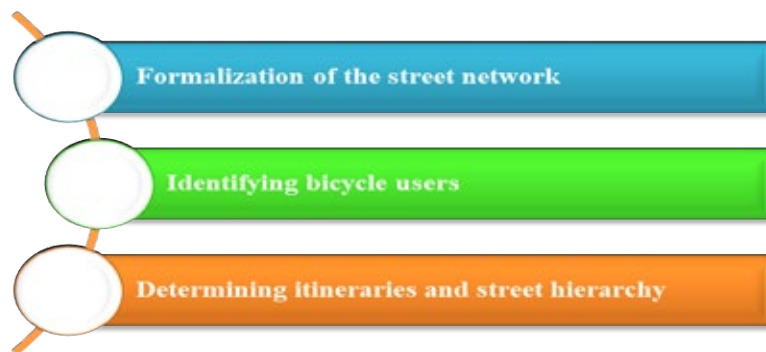 Formalization of the street network
Identifying bicycle users
Determining itineraries and street hierarchy